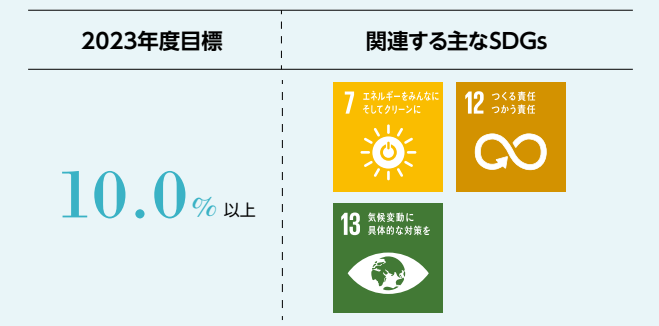 2023年度目標
関連する主なSDGs
10.0% 以上
7 エネルギーをみんなに
そしてクリーンに
12 つくる責任
つかう責任
13 気候変動に
具体的な対策を